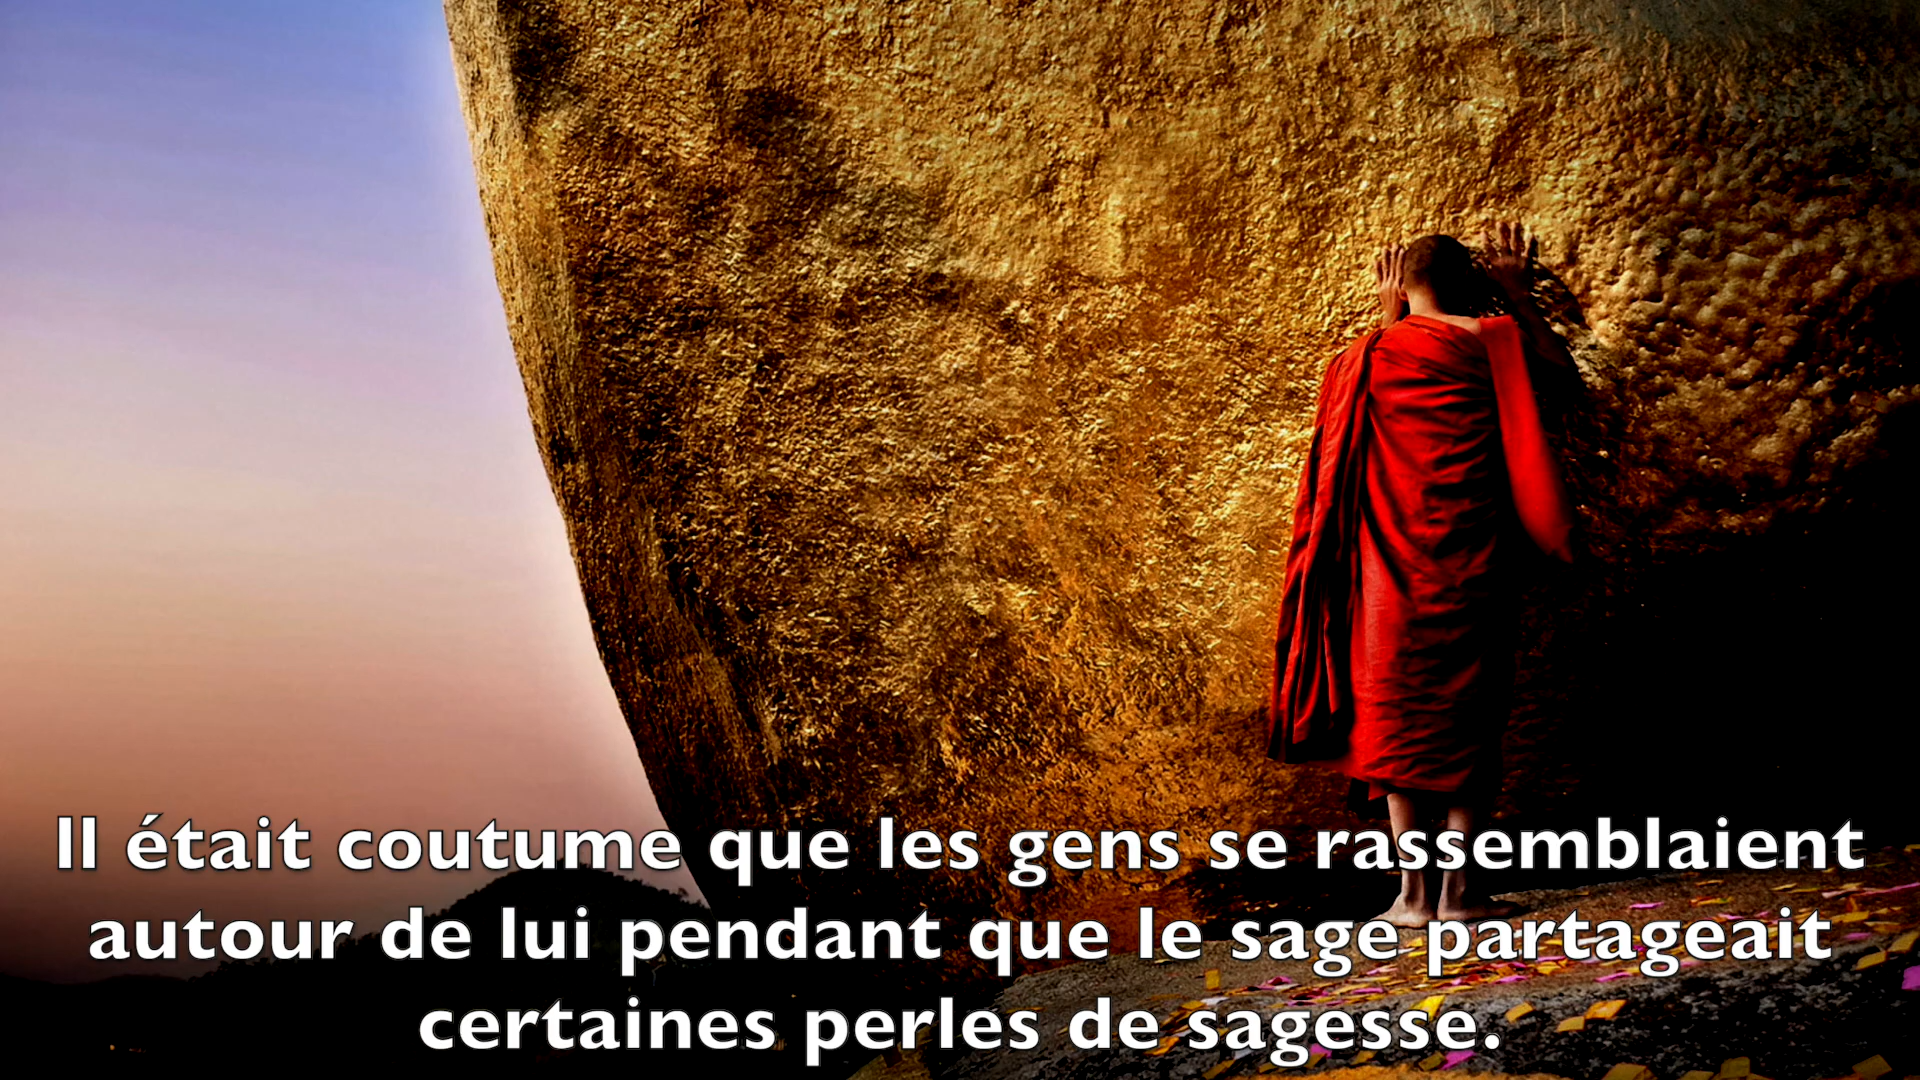 Il était coutume que les gens se rassemblaient
autour de lui pendant que le sage partageait
certaines perles de sagesse.